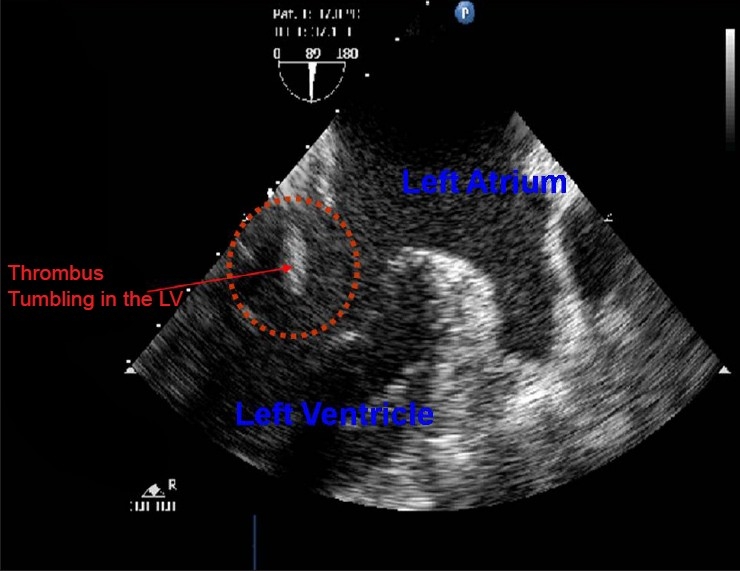 P
0 89 180
Left Atrium
Thrombus
Tumbling in the LV
Left Ventricle
R